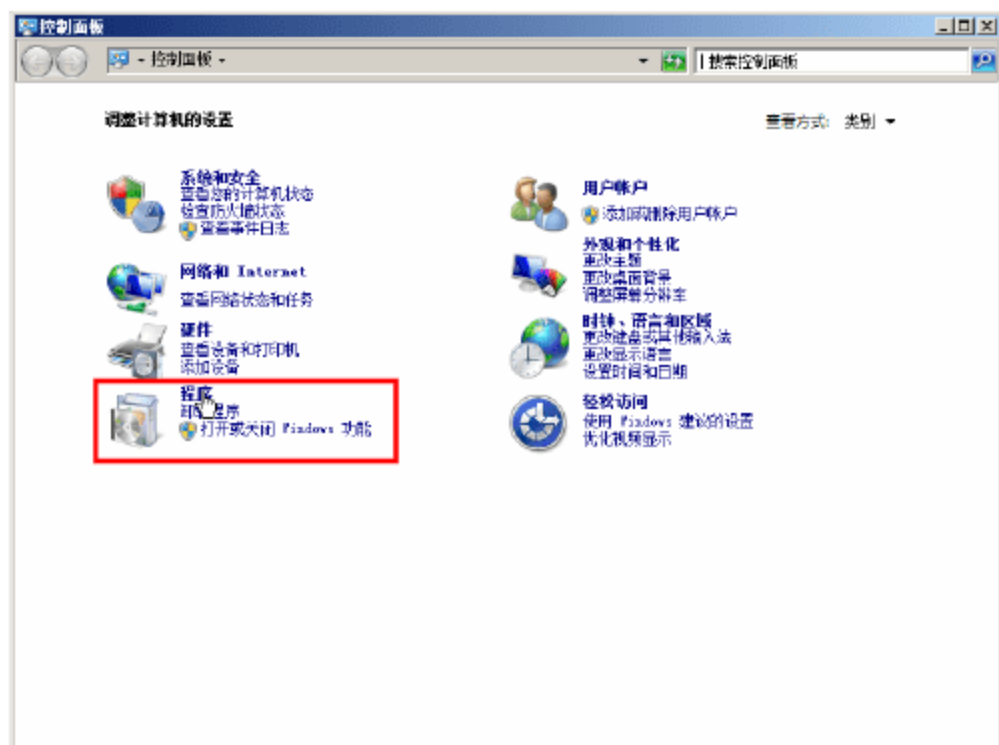 控制面板
控制面板
搜索控制面板
调整计算机的设置
查看方式: 类别
系统和安全
查看您的计算机状态
检查防火墙状态
查看事件日志
网络和 Internet
查看网络状态和任务
硬件
查看设备和打印机
添加设备
程序
卸载程序
打开或关闭 Windows 功能
用户帐户
添加或删除用户帐户
外观和个性化
更改主题
更改桌面背景
调整屏幕分辨率
时钟、语言和区域
更改键盘或其他输入法
更改显示语言
设置时间和日期
轻松访问
使用 Windows 建议的设置
优化视频显示